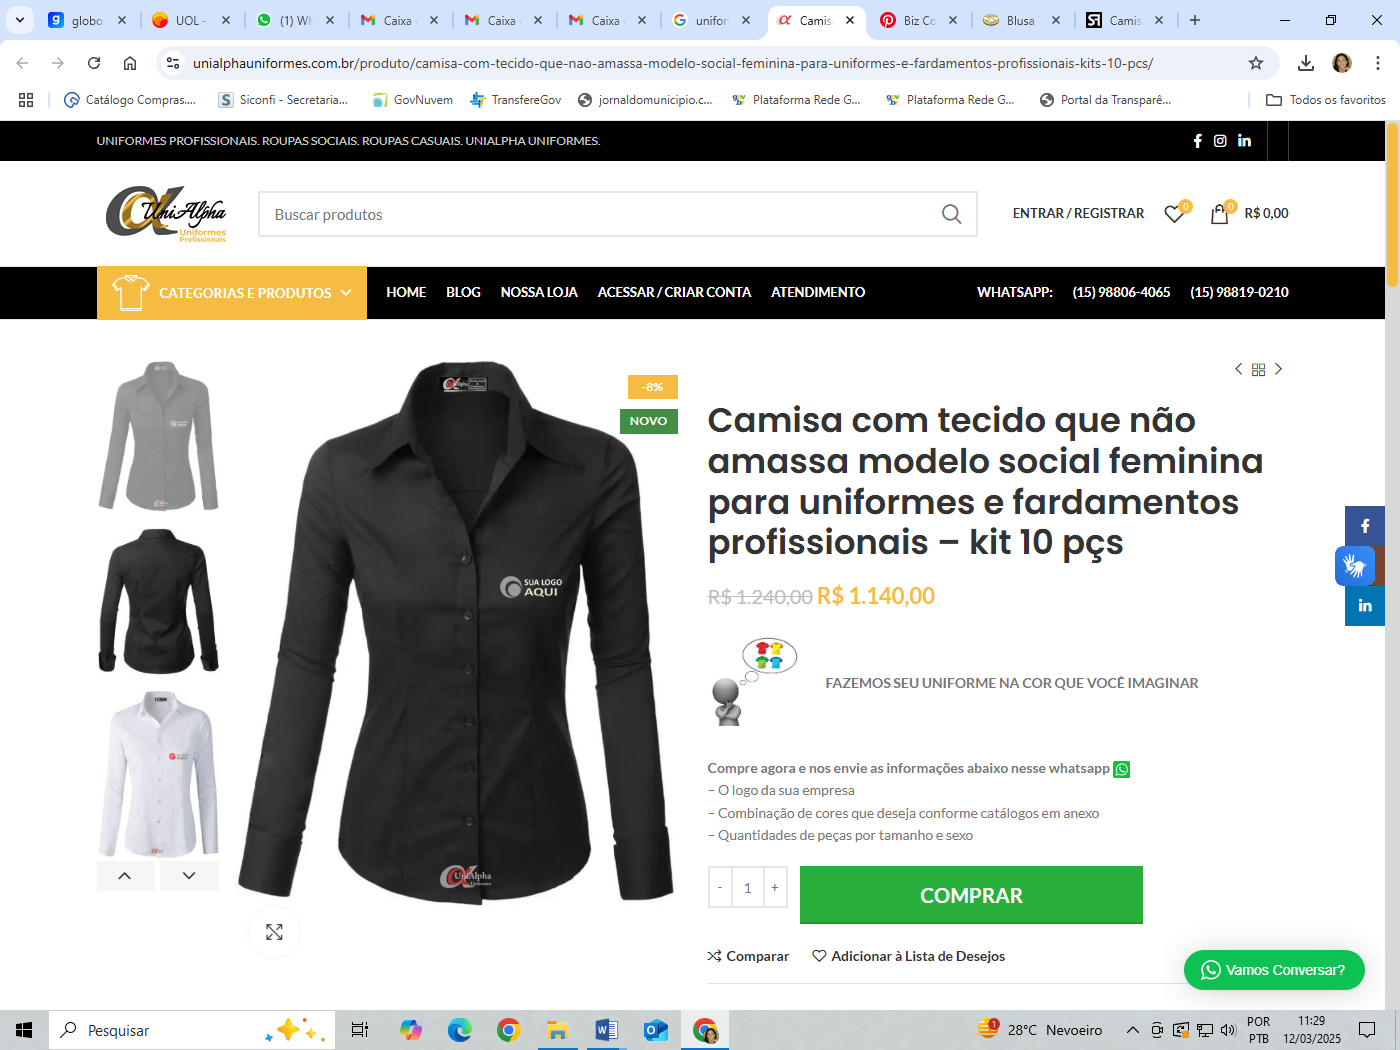 globo.
UOL -
(1) Wh
Caixa
Caixa
Caixa
unifor
Camis
Biz Co
Blusa
Camis
unialphauniformes.com.br/produto/camisa-com-tecido-que-nao-amassa-modelo-social-feminina-para-uniformes-e-fardamentos-profissionais-kits-10-pcs/
Catálogo Compras....
Siconfi - Secretaria...
GovNuvem
TransfereGov
jornaldomunicipio.c...
Plataforma Rede G...
Plataforma Rede G...
Portal da Transparê...
Todos os favoritos
UNIFORMES PROFISSIONAIS. ROUPAS SOCIAIS. ROUPAS CASUAIS. UNIALPHA UNIFORMES.
UniAlpha
Uniformes
Profissionais
Buscar produtos
ENTRAR / REGISTRAR
0
0
R$ 0,00
CATEGORIAS E PRODUTOS
HOME
BLOG
NOSSA LOJA
ACESSAR / CRIAR CONTA
ATENDIMENTO
WHATSAPP:
(15) 98806-4065
(15) 98819-0210
-8%
NOVO
SUA LOGO
AQUI
UniAlpha
Uniformes
Camisa com tecido que não
amassa modelo social feminina
para uniformes e fardamentos
profissionais – kit 10 pçs
R$ 1.240,00 R$ 1.140,00
FAZEMOS SEU UNIFORME NA COR QUE VOCÊ IMAGINAR
Compre agora e nos envie as informações abaixo nesse whatsapp
– O logo da sua empresa
– Combinação de cores que deseja conforme catálogos em anexo
– Quantidades de peças por tamanho e sexo
- 1 +
COMPRAR
Comparar
Adicionar à Lista de Desejos
Vamos Conversar?
Pesquisar
1
28°C Nevoeiro
POR
PTB
11:29
12/03/2025